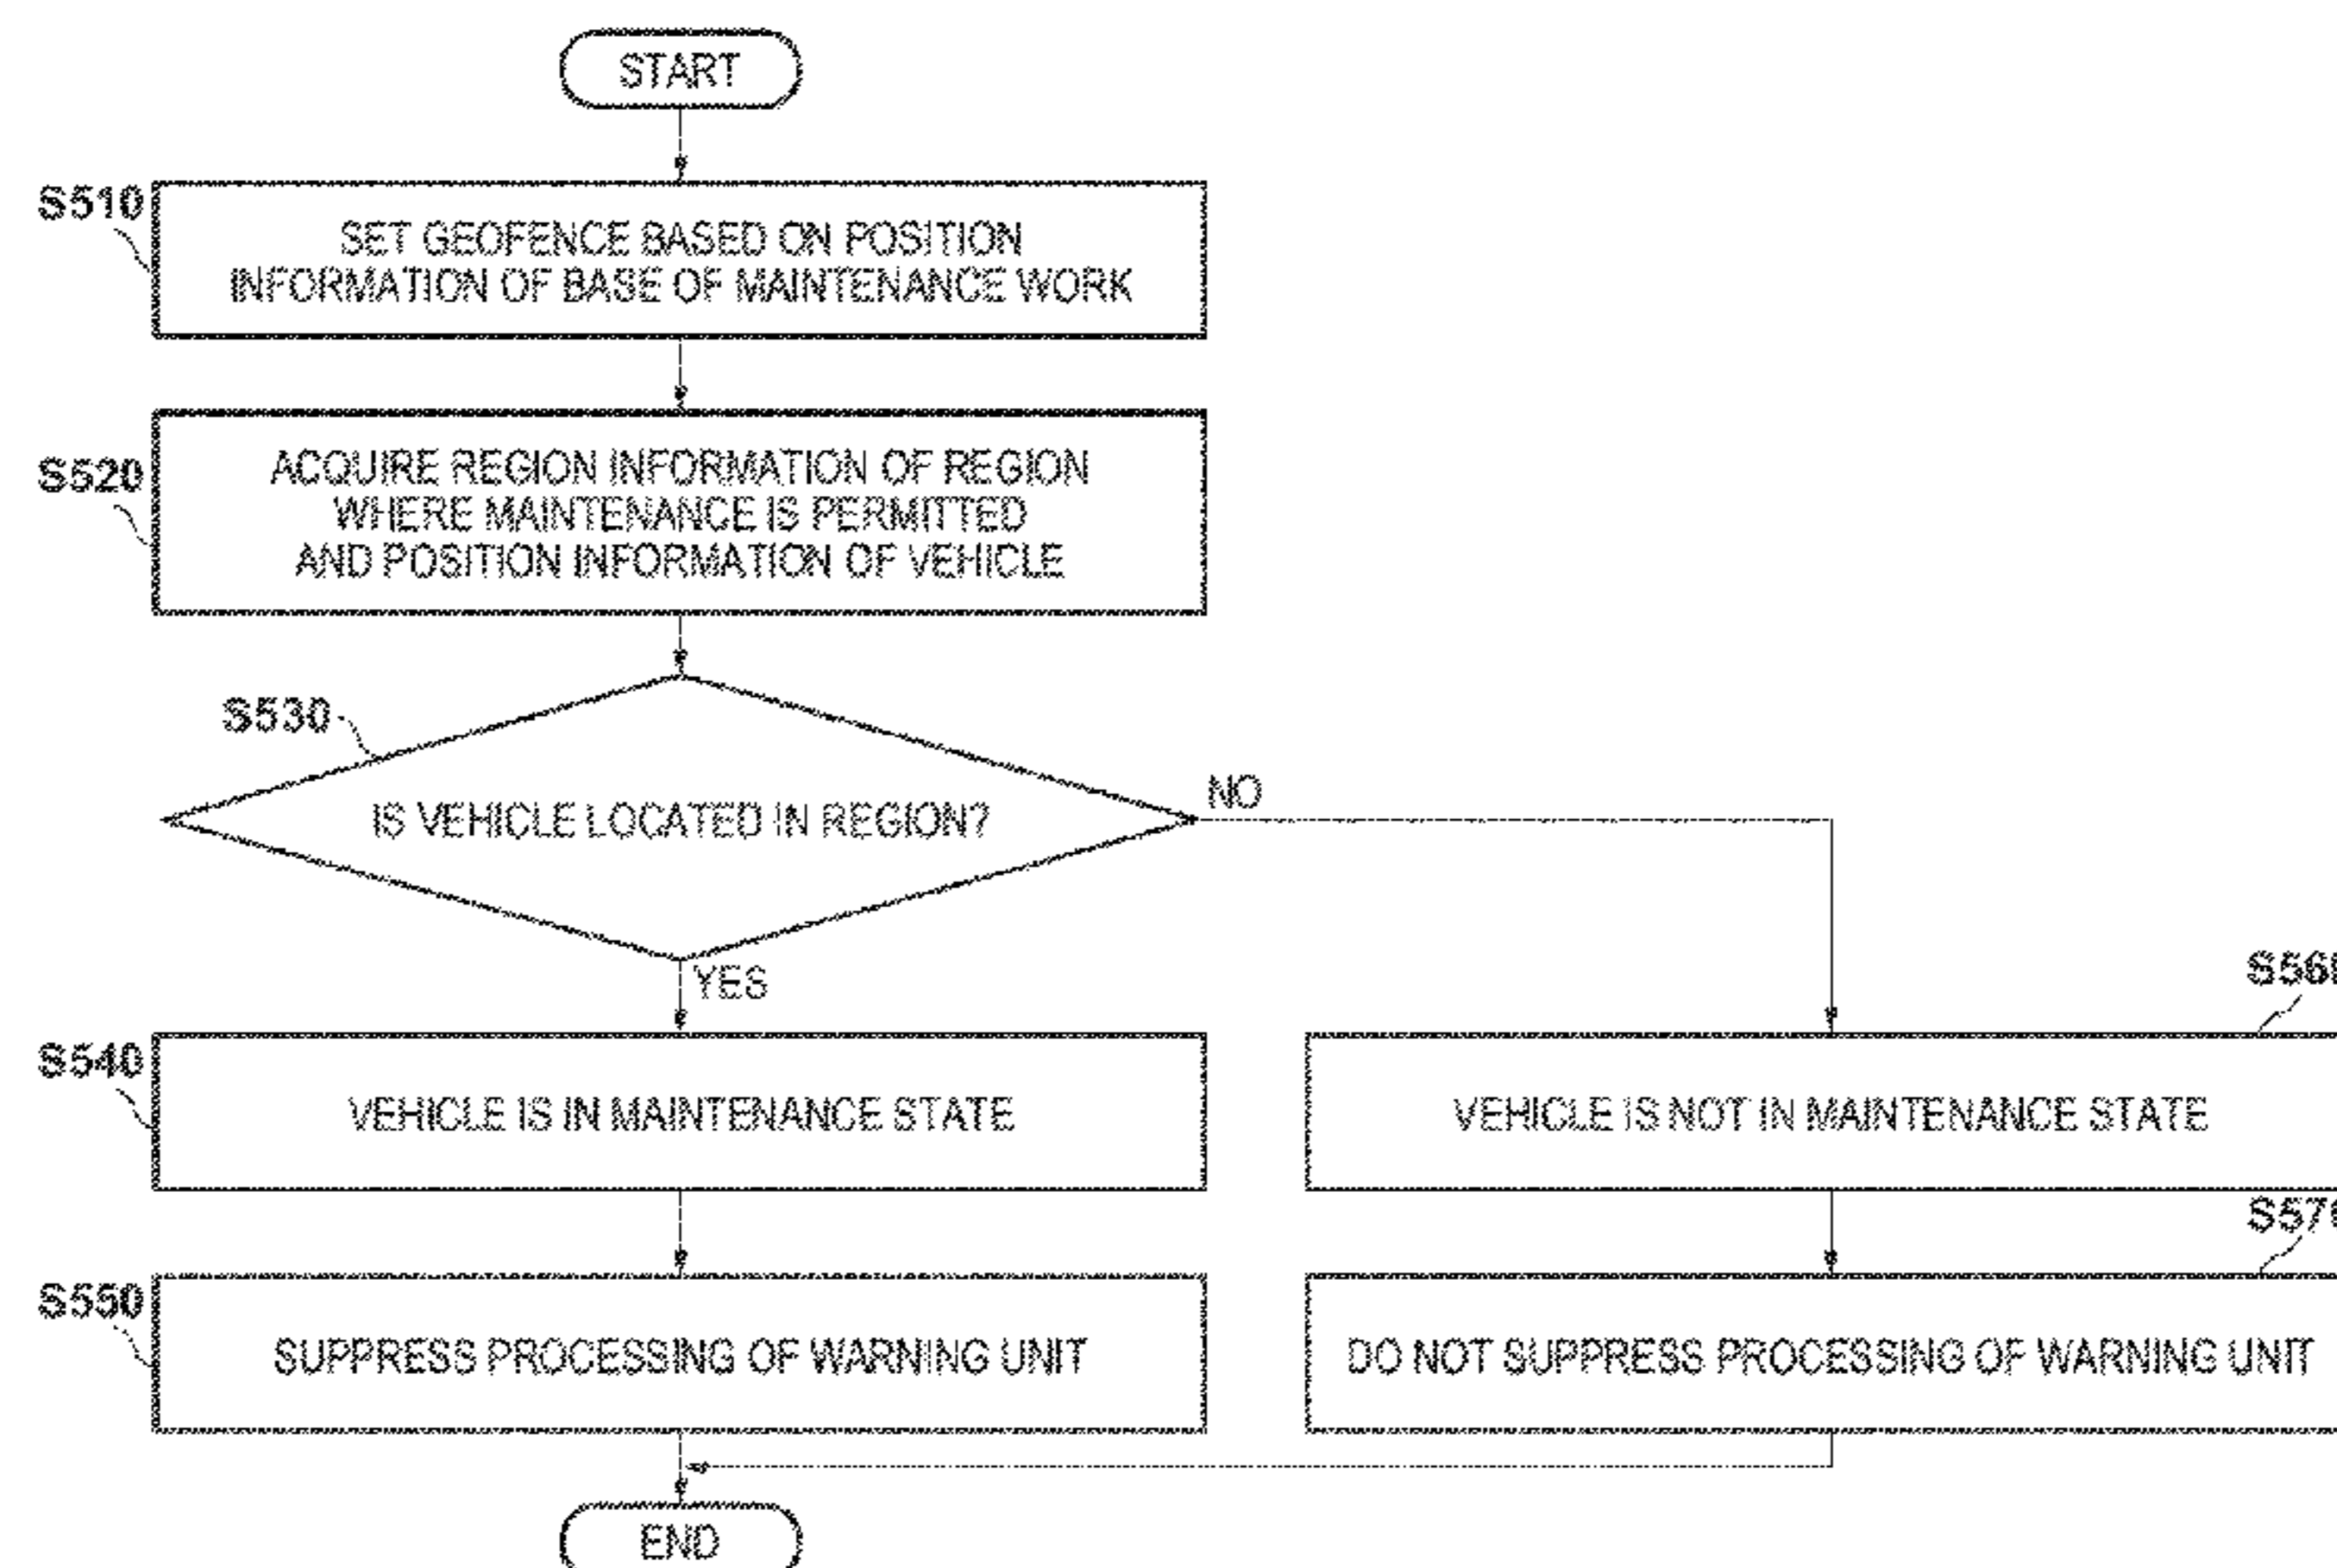 START
S510
SET GEOFENCE BASED ON POSITION
INFORMATION OF BASE OF MAINTENANCE WORK
S520
ACQUIRE REGION INFORMATION OF REGION
WHERE MAINTENANCE IS PERMITTED
AND POSITION INFORMATION OF VEHICLE
S530
IS VEHICLE LOCATED IN REGION?
NO
YES
S540
VEHICLE IS IN MAINTENANCE STATE
VEHICLE IS NOT IN MAINTENANCE STATE
S550
SUPPRESS PROCESSING OF WARNING UNIT
DO NOT SUPPRESS PROCESSING OF WARNING UNIT
END